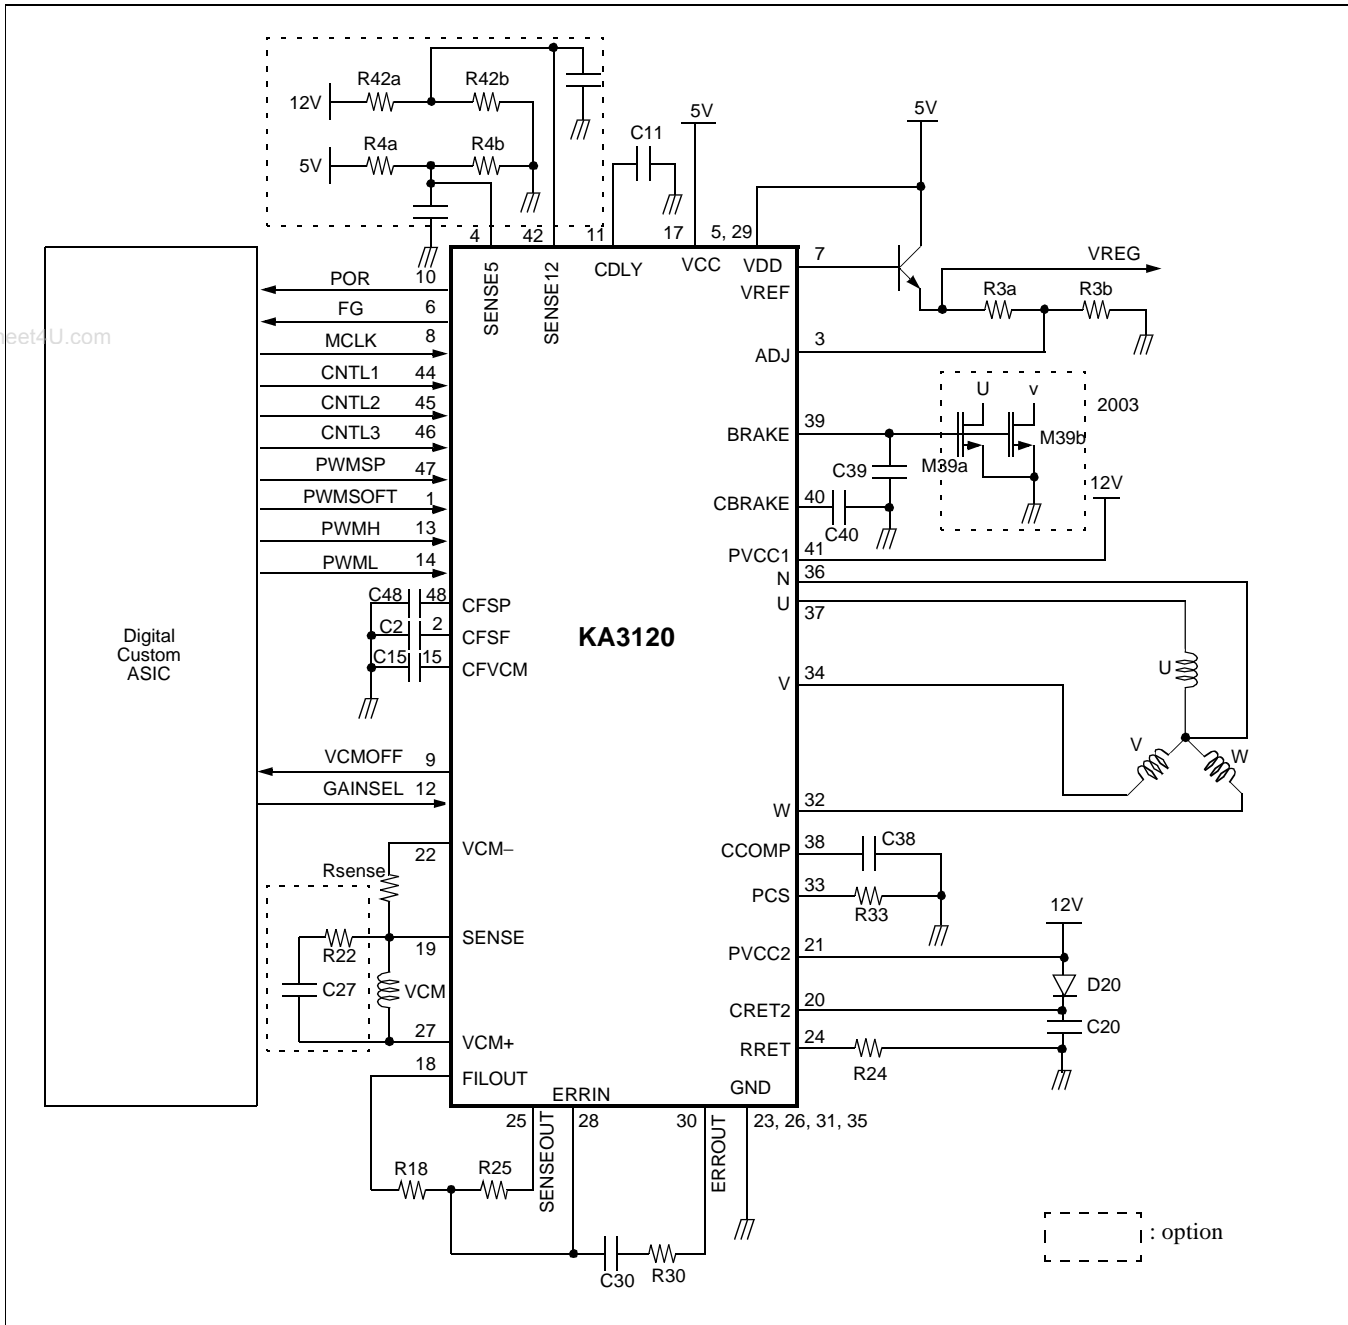 R42a R42b
12V
5V
R4a R4b
C11
5V
5V
4 42 11 17 5, 29
SENSE5
SENSE12
CDLY
VCC
VDD
VREF
7
VREG
R3a R3b
ADJ
3
POR 10
FG 6
MCLK 8
CNTL1 44
CNTL2 45
CNTL3 46
PWMSP 47
PWMSOFT 1
PWMH 13
PWML 14
eet4U.com
U v
2003
BRAKE 39
M39a
M39b
C39
12V
CBRAKE 40
C40
PVCC1 41
N 36
U 37
C48 48 CFSP
C2 2 CFSF
C15 15 CFVCM
KA3120
Digital
Custom
ASIC
V 34
U
V
W
VCMOFF 9
GAINSEL 12
W 32
22 VCM–
Rsense
CCOMP 38 C38
PCS 33
R33
12V
19 SENSE
R22
PVCC2 21
C27
VCM
D20
CRET2 20
C20
27 VCM+
RRET 24
R24
18 FILOUT
ERRIN
GND
25 SENSEOUT
28
30 ERROUT
23, 26, 31, 35
R18 R25
C30 R30
: option